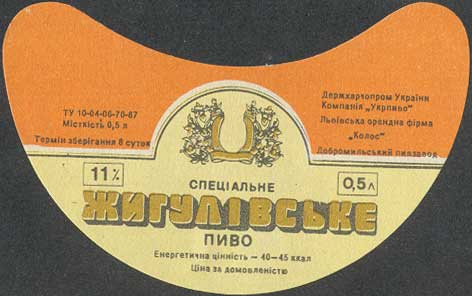 ТУ 10-04-06-70-87
Місткість 0,5 л
Термін зберігання 8 суток
Держхарчопром України
Компанія „Укрпиво"
Львівська орендна фірма
„Колос"
Добромильський пивзавод
11%
СПЕЦІАЛЬНЕ
0,5 л
ЖИГУЛІВСЬКЕ
ПИВО
Енергетична цінність – 40-45 ккал
Ціна за домовленістю